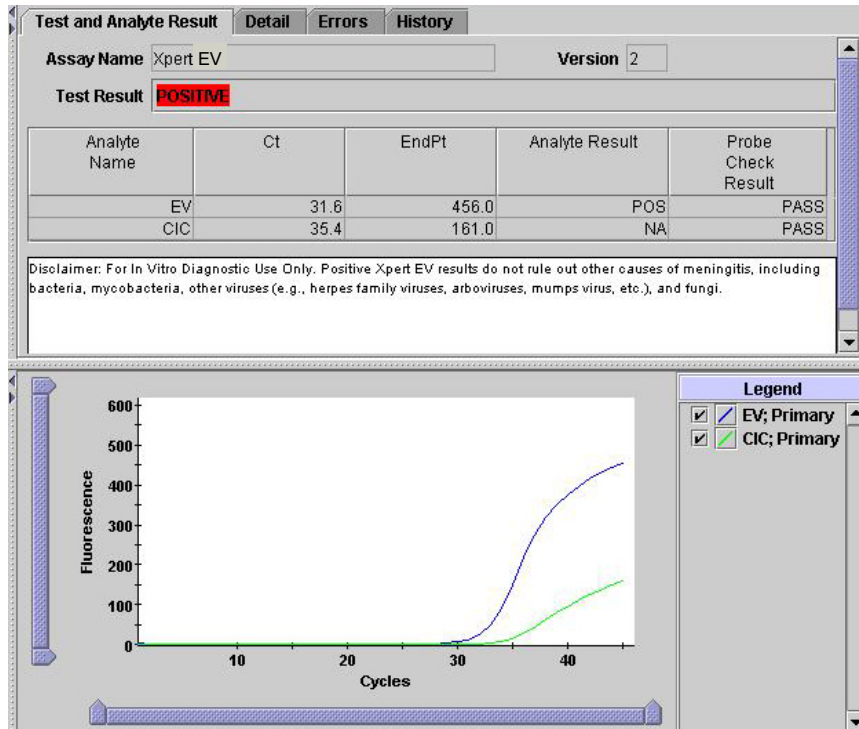 Test and Analyte Result Detail Errors History
Assay Name Xpert EV Version 2
Test Result POSITIVE
Analyte Name Ct EndPt Analyte Result Probe Check Result
EV 31.6 456.0 POS PASS
CIC 35.4 161.0 NA PASS
Disclaimer: For In Vitro Diagnostic Use Only. Positive Xpert EV results do not rule out other causes of meningitis, including
bacteria, mycobacteria, other viruses (e.g., herpes family viruses, arboviruses, mumps virus, etc.), and fungi.
Legend
EV; Primary
CIC; Primary
600
500
400
300
200
100
0
Fluorescence
10 20 30 40
Cycles